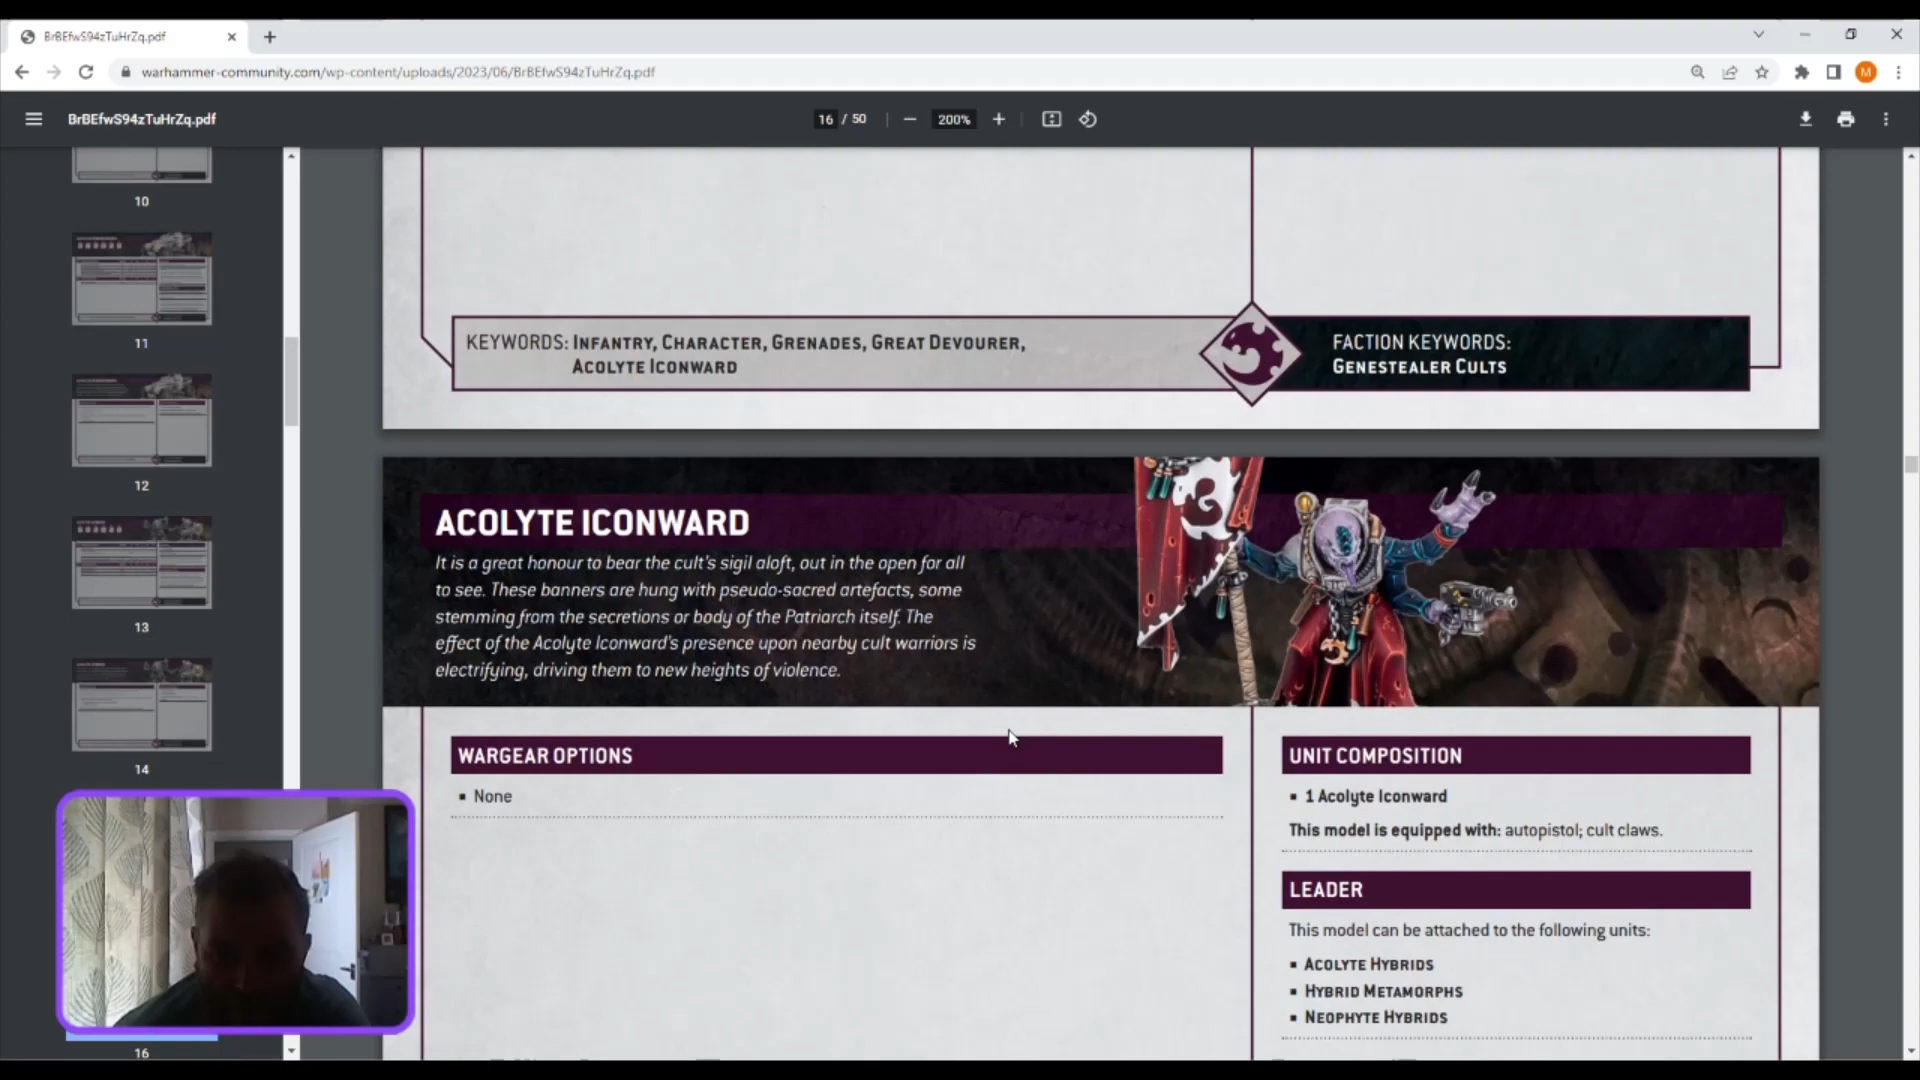 BrBEfwS94zTuHrZq.pdf
warhammer-community.com/wp-content/uploads/2023/06/BrBEfwS94zTuHrZq.pdf
M
BrBEfwS94zTuHrZq.pdf
16 / 50
200%
10
11
12
13
14
16
KEYWORDS: INFANTRY, CHARACTER, GRENADES, GREAT DEVOURER,
ACOLYTE ICONWARD
FACTION KEYWORDS:
GENESTEALER CULTS
ACOLYTE ICONWARD
It is a great honour to bear the cult's sigil aloft, out in the open for all
to see. These banners are hung with pseudo-sacred artefacts, some
stemming from the secretions or body of the Patriarch itself. The
effect of the Acolyte Iconward's presence upon nearby cult warriors is
electrifying, driving them to new heights of violence.
WARGEAR OPTIONS
▪ None
UNIT COMPOSITION
▪ 1 Acolyte Iconward
This model is equipped with: autopistol; cult claws.
LEADER
This model can be attached to the following units:
▪ ACOLYTE HYBRIDS
▪ HYBRID METAMORPHS
▪ NEOPHYTE HYBRIDS